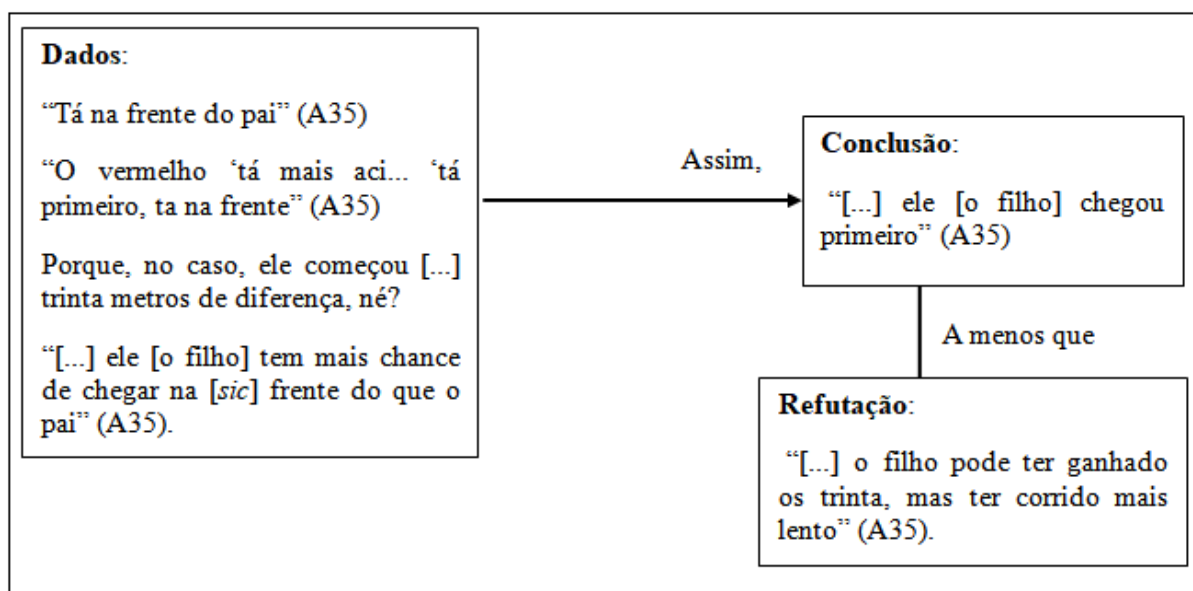 Dados:
“Tá na frente do pai” (A35)
“O vermelho ‘tá mais aci... ‘tá
primeiro, ta na frente” (A35)
Porque, no caso, ele começou [...]
trinta metros de diferença, né?
“[...] ele [o filho] tem mais chance
de chegar na [sic] frente do que o
pai” (A35).
Assim,
Conclusão:
“[...] ele [o filho] chegou
primeiro” (A35)
A menos que
Refutação:
“[...] o filho pode ter ganhado
os trinta, mas ter corrido mais
lento” (A35).